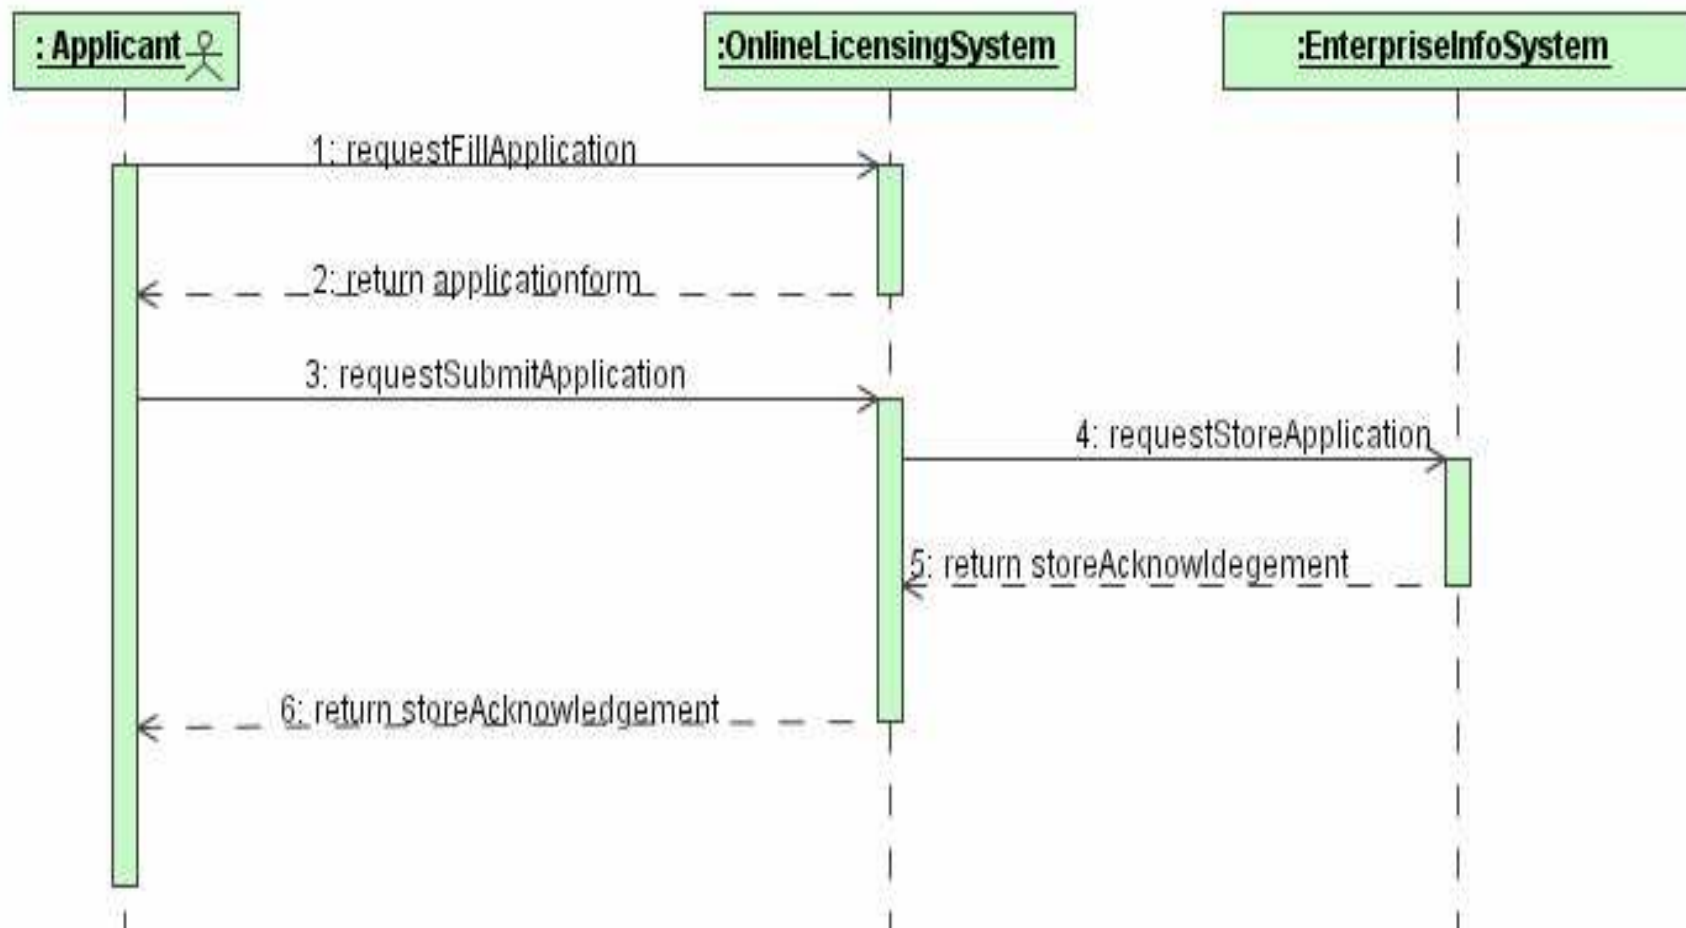 : Applicant
:OnlineLicensingSystem
:EnterpriseInfoSystem
1: requestFillApplication
2: return applicationform
3: requestSubmitApplication
4: requestStoreApplication
5: return storeAcknowldegement
6: return storeAcknowledgement